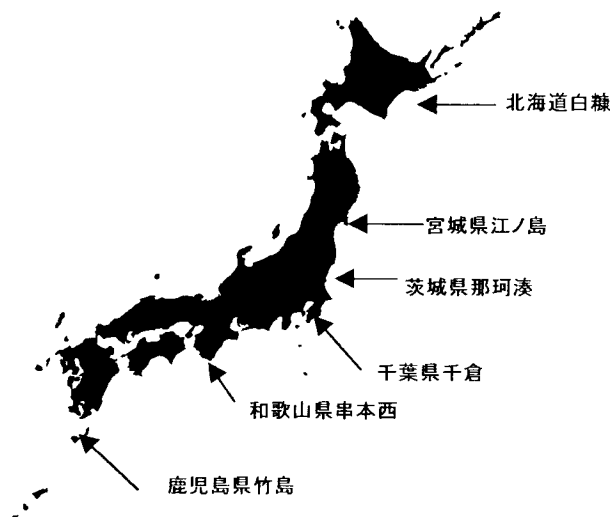 北海道白糠
宮城県江ノ島
茨城県那珂湊
千葉県千倉
和歌山県串本西
鹿児島県竹島